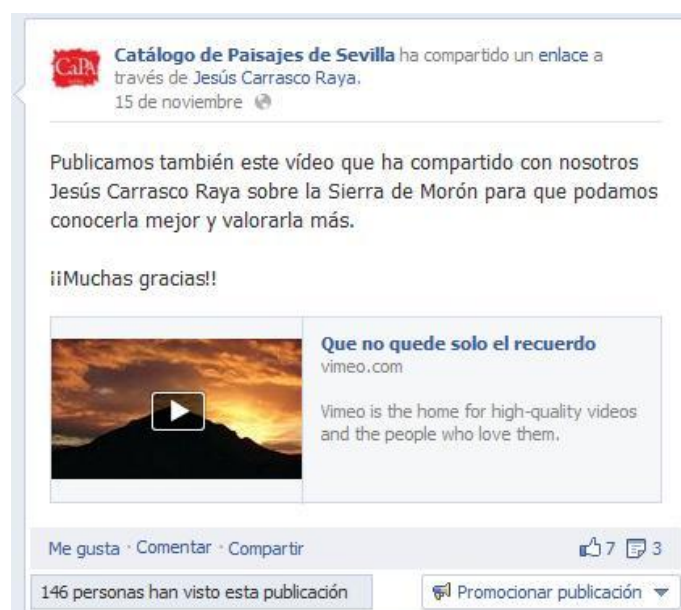 CaPA
Catálogo de Paisajes de Sevilla ha compartido un enlace a
través de Jesús Carrasco Raya.
15 de noviembre
Publicamos también este vídeo que ha compartido con nosotros
Jesús Carrasco Raya sobre la Sierra de Morón para que podamos
conocerla mejor y valorarla más.
¡¡Muchas gracias!!
Que no quede solo el recuerdo
vimeo.com
Vimeo is the home for high-quality videos
and the people who love them.
Me gusta · Comentar · Compartir 7 3
146 personas han visto esta publicación Promocionar publicación